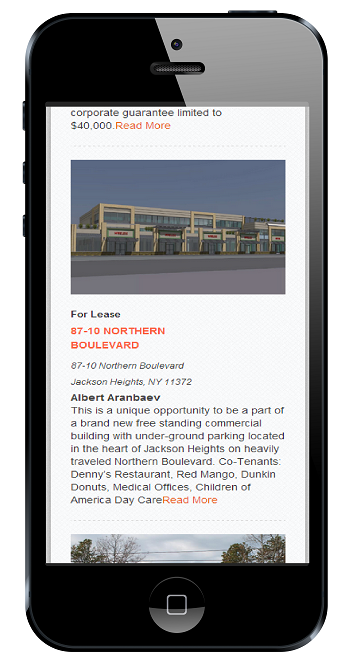 corporate guarantee limited to
$40,000.Read More
For Lease
87-10 NORTHERN
BOULEVARD
87-10 Northern Boulevard
Jackson Heights, NY 11372
Albert Aranbaev
This is a unique opportunity to be a part of
a brand new free standing commercial
building with under-ground parking located
in the heart of Jackson Heights on heavily
traveled Northern Boulevard. Co-Tenants:
Denny's Restaurant, Red Mango, Dunkin
Donuts, Medical Offices, Children of
America Day CareRead More